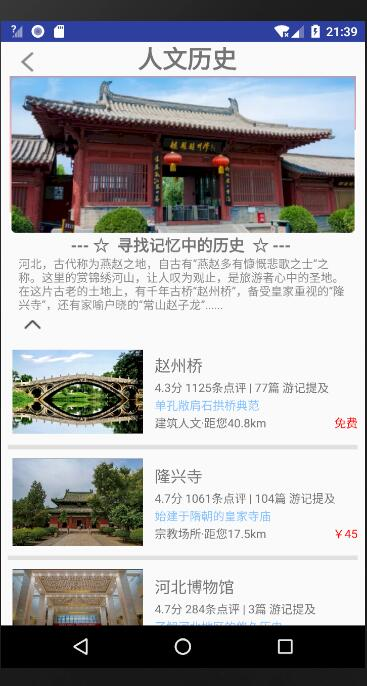 21:39
人文历史
--- ☆ 寻找记忆中的历史 ☆ ---
河北，古代称为燕赵之地，自古有“燕赵多有慷慨悲歌之士”之
称。这里的赏锦绣河山，让人叹为观止，是旅游者心中的圣地。
在这片古老的土地上，有千年古桥“赵州桥”，备受皇家重视的“隆
兴寺”，还有家喻户晓的“常山赵子龙”......
赵州桥
4.3分 1125条点评 | 77篇 游记提及
单孔敞肩石拱桥典范
建筑人文·距您40.8km
免费
隆兴寺
4.7分 1061条点评 | 104篇 游记提及
始建于隋朝的皇家寺庙
宗教场所·距您17.5km
￥45
河北博物馆
4.7分 284条点评 | 3篇 游记提及